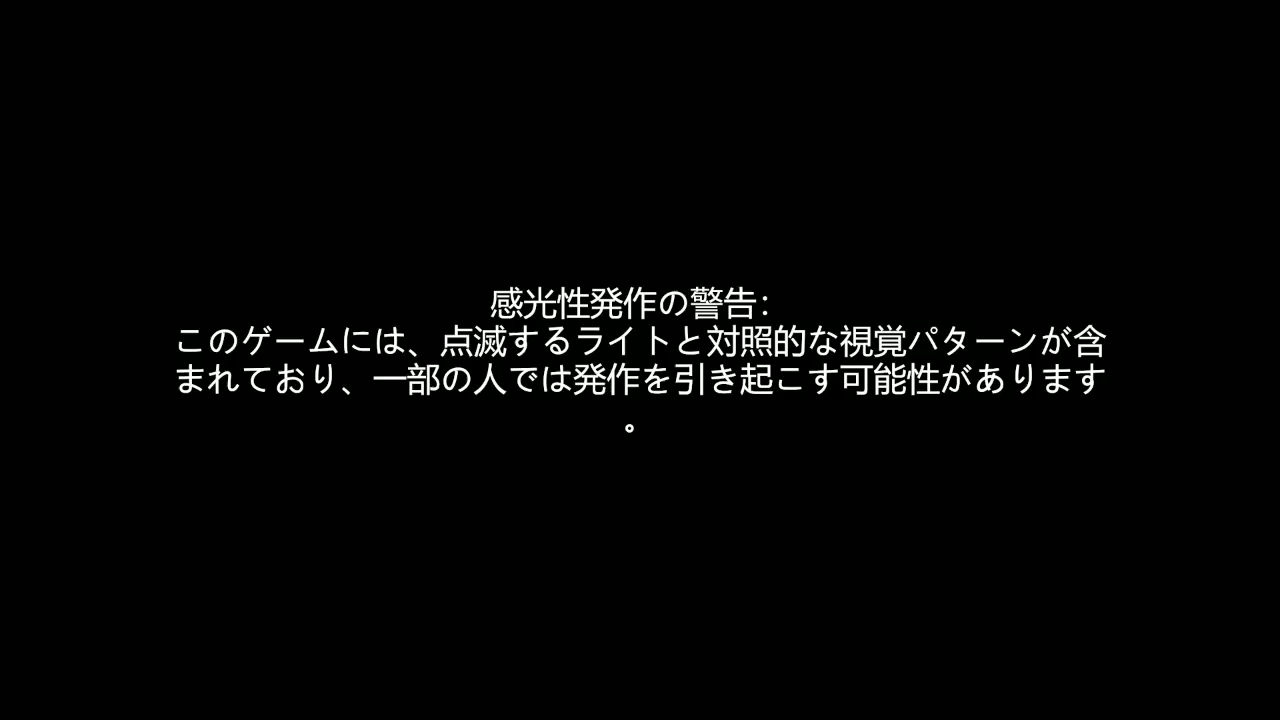 感光性発作の警告:
このゲームには、点滅するライトと対照的な視覚パターンが含
まれており、一部の人では発作を引き起こす可能性があります
。